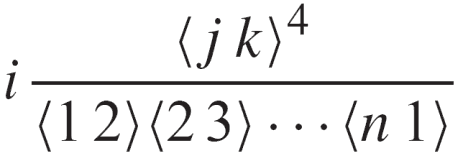 i ⟨j k⟩⁴ / ⟨1 2⟩⟨2 3⟩ ··· ⟨n 1⟩